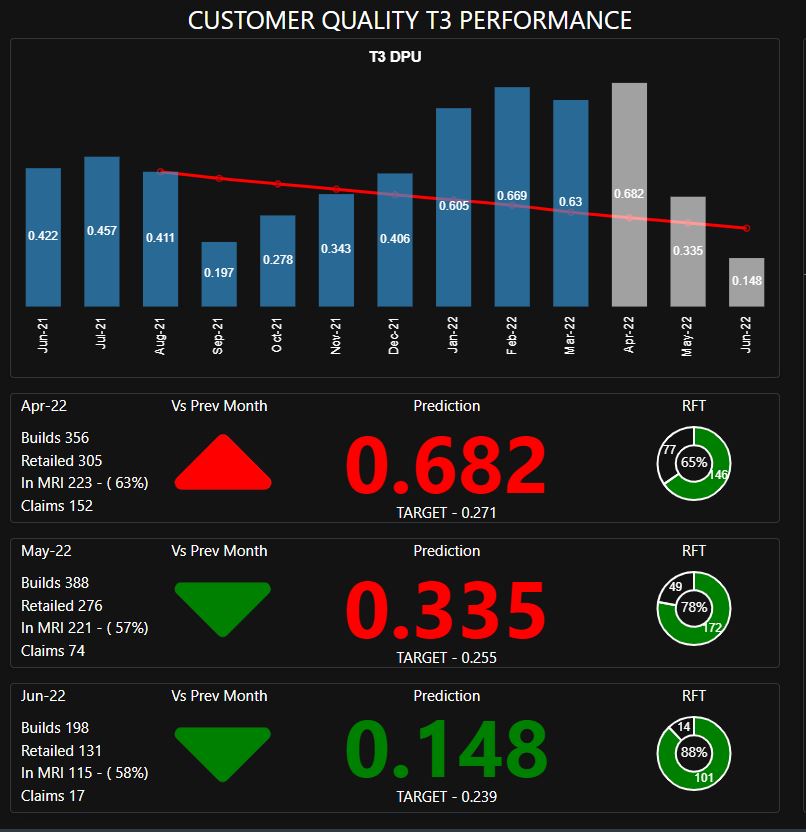 CUSTOMER QUALITY T3 PERFORMANCE
T3 DPU
0.422 0.457 0.411 0.197 0.278 0.343 0.406 0.605 0.669 0.63 0.682 0.335 0.148
Jun-21 Jul-21 Aug-21 Sep-21 Oct-21 Nov-21 Dec-21 Jan-22 Feb-22 Mar-22 Apr-22 May-22 Jun-22
Apr-22 Vs Prev Month Prediction RFT
Builds 356
Retailed 305
In MRI 223 - ( 63%)
Claims 152
0.682
TARGET - 0.271
77 65% 146
May-22 Vs Prev Month Prediction RFT
Builds 388
Retailed 276
In MRI 221 - ( 57%)
Claims 74
0.335
TARGET - 0.255
49 78% 172
Jun-22 Vs Prev Month Prediction RFT
Builds 198
Retailed 131
In MRI 115 - ( 58%)
Claims 17
0.148
TARGET - 0.239
14 88% 101